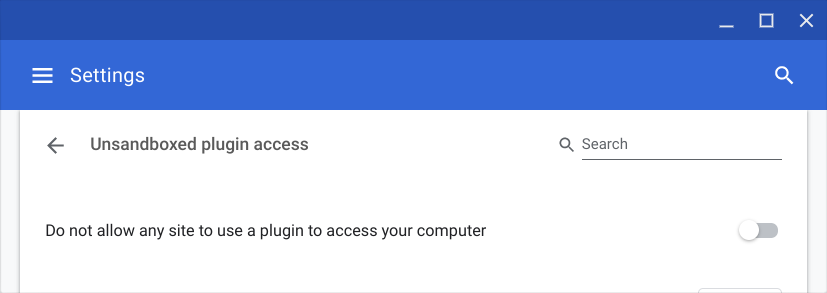 Settings
Unsandboxed plugin access
Search
Do not allow any site to use a plugin to access your computer